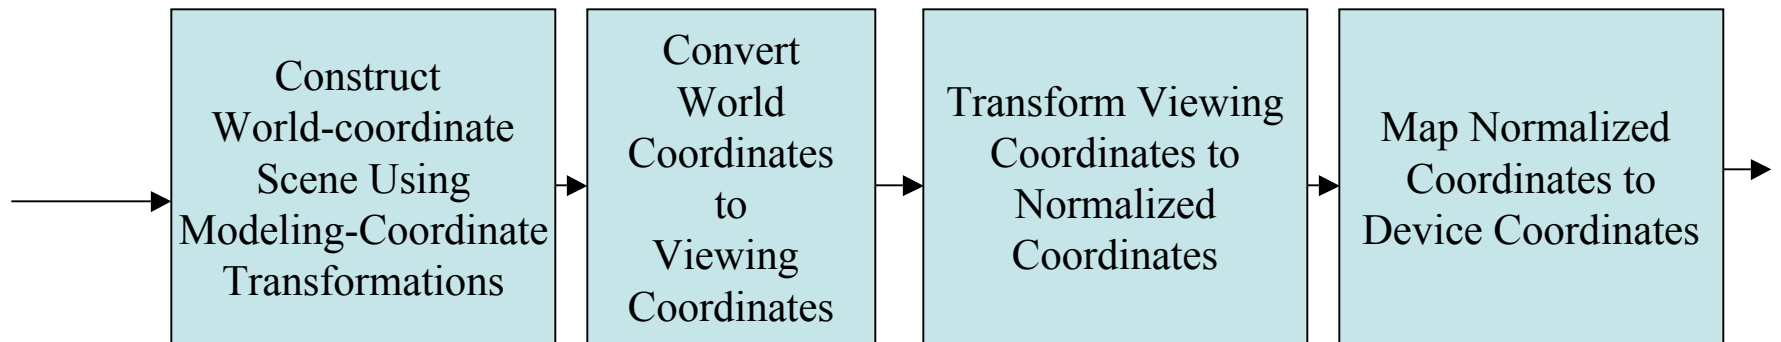 Construct
World-coordinate
Scene Using
Modeling-Coordinate
Transformations
Convert
World
Coordinates
to
Viewing
Coordinates
Transform Viewing
Coordinates to
Normalized
Coordinates
Map Normalized
Coordinates to
Device Coordinates